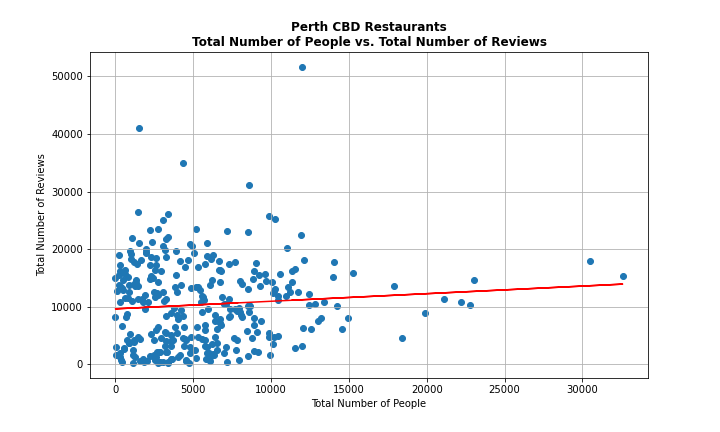 Perth CBD Restaurants
Total Number of People vs. Total Number of Reviews
Total Number of Reviews
50000
40000
30000
20000
10000
0
0 5000 10000 15000 20000 25000 30000
Total Number of People